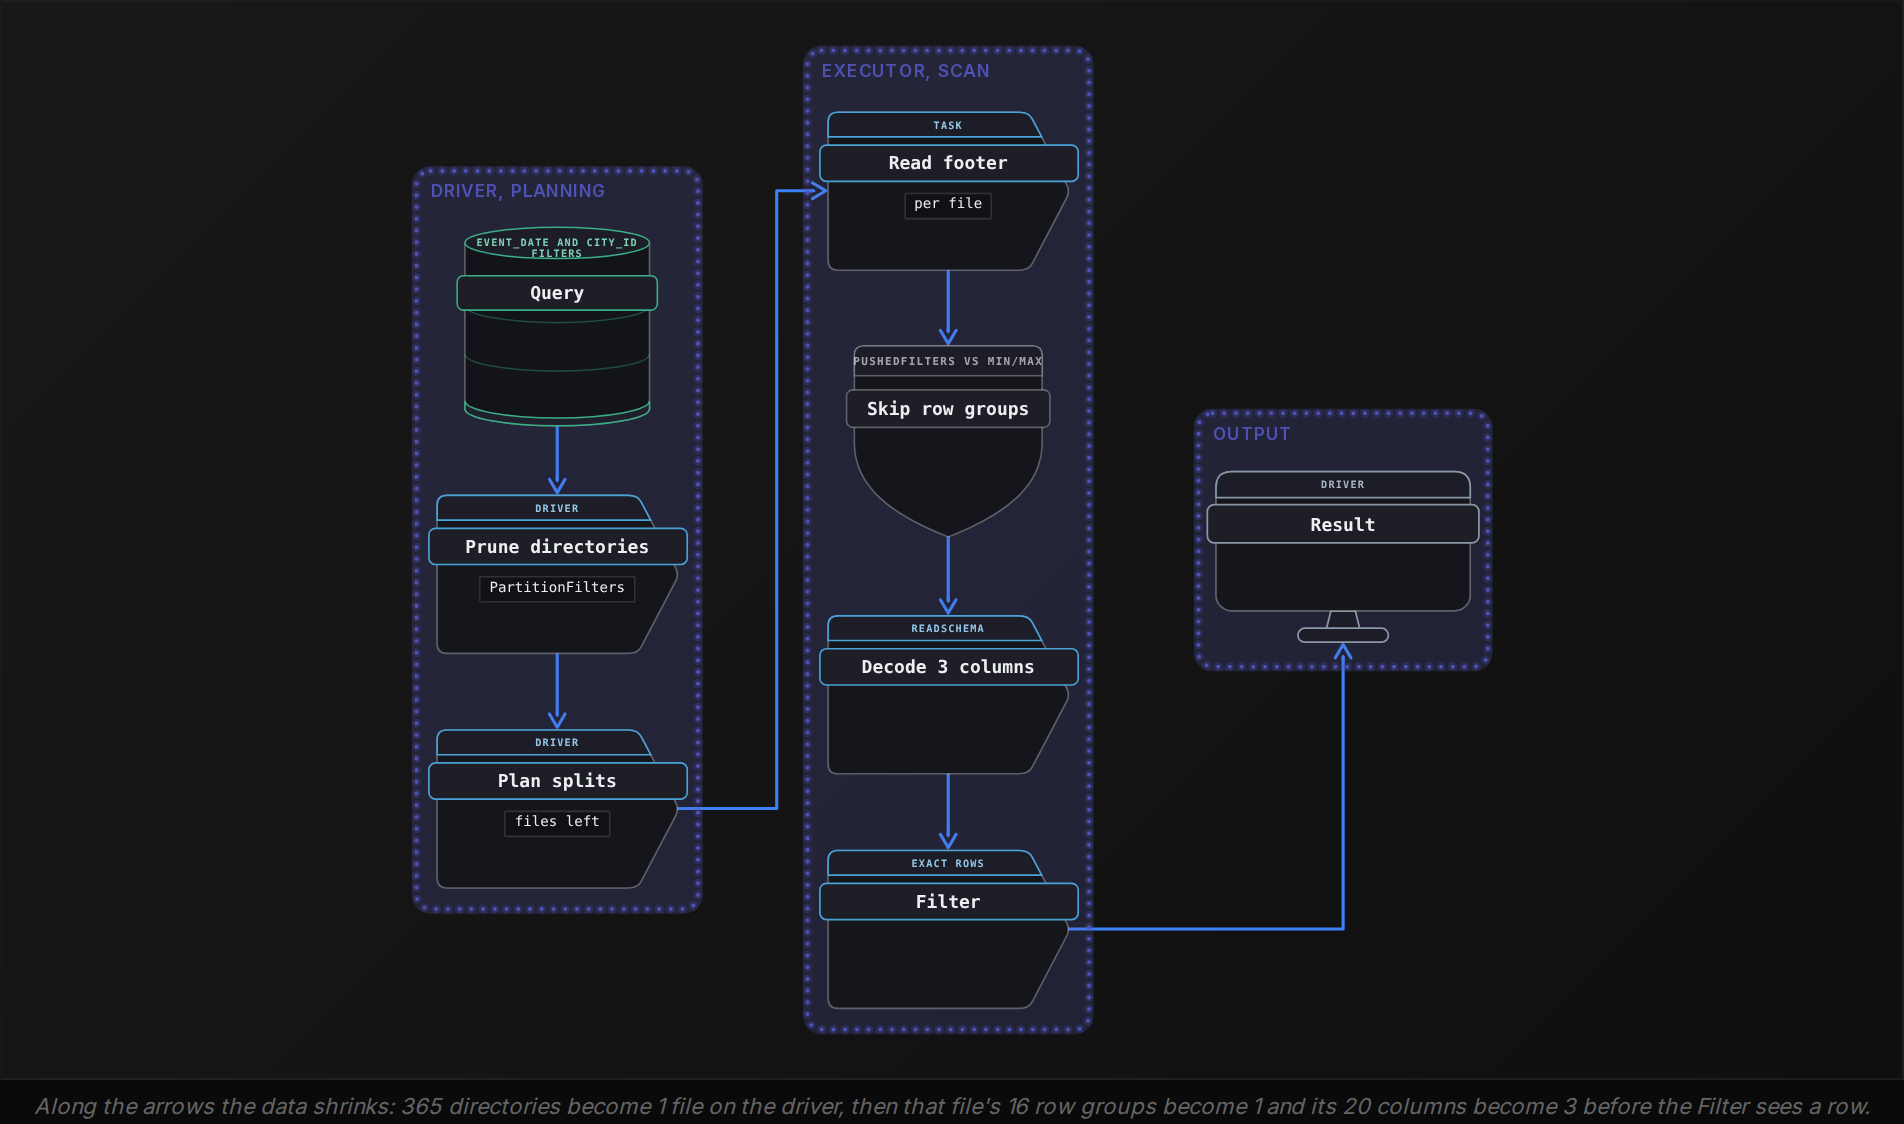 DRIVER, PLANNING
EVENT_DATE AND CITY_ID
FILTERS
Query
DRIVER
Prune directories
PartitionFilters
DRIVER
Plan splits
files left
EXECUTOR, SCAN
TASK
Read footer
per file
PUSHEDFILTERS VS MIN/MAX
Skip row groups
READSCHEMA
Decode 3 columns
EXACT ROWS
Filter
OUTPUT
DRIVER
Result
Along the arrows the data shrinks: 365 directories become 1 file on the driver, then that file's 16 row groups become 1 and its 20 columns become 3 before the Filter sees a row.